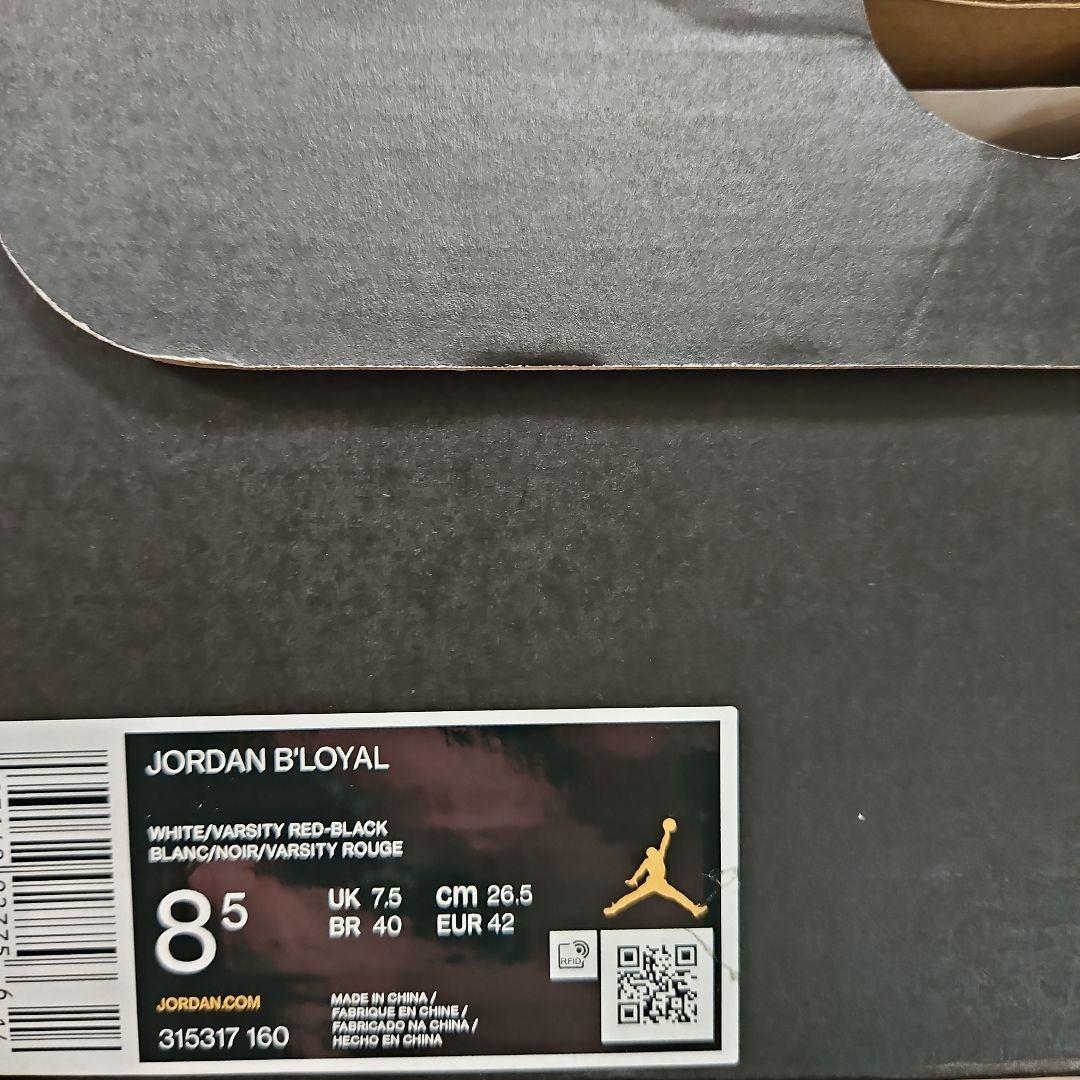 JORDAN B'LOYAL
WHITE/VARSITY RED-BLACK
BLANC/NOIR/VARSITY ROUGE
8⁵
UK 7.5 cm 26.5
BR 40 EUR 42
RFID
JORDAN.COM
315317 160
MADE IN CHINA /
FABRIQUE EN CHINE /
FABRICADO NA CHINA /
HECHO EN CHINA